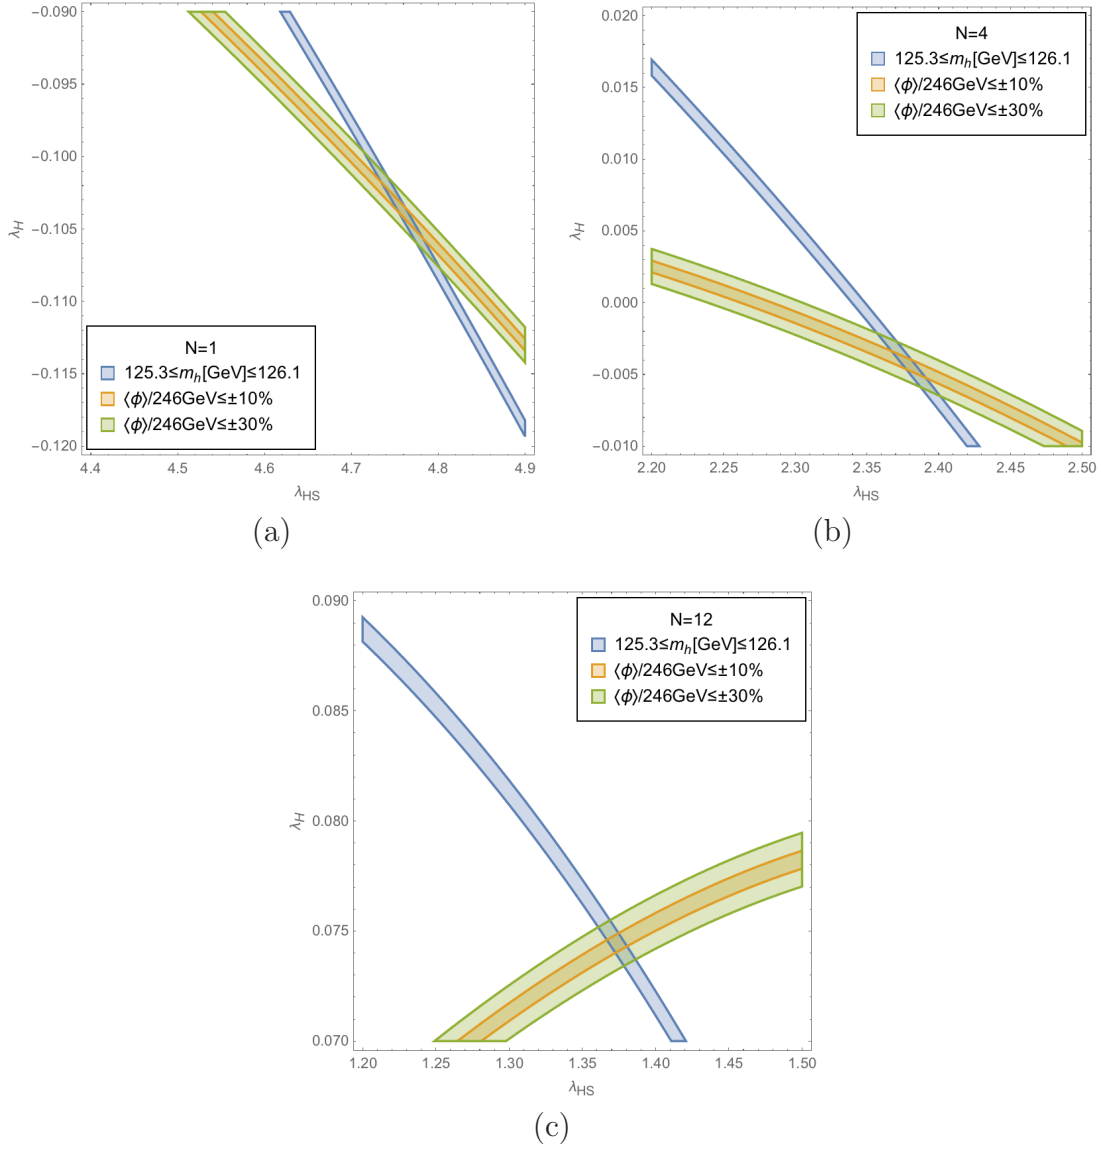 −0.090
−0.095
−0.100
−0.105
−0.110
−0.115
−0.120
λH
N=1
125.3≤mh[GeV]≤126.1
⟨ϕ⟩/246GeV≤±10%
⟨ϕ⟩/246GeV≤±30%
4.4 4.5 4.6 4.7 4.8 4.9
λHS
(a)
0.020
0.015
0.010
0.005
0.000
−0.005
−0.010
λH
N=4
125.3≤mh[GeV]≤126.1
⟨ϕ⟩/246GeV≤±10%
⟨ϕ⟩/246GeV≤±30%
2.20 2.25 2.30 2.35 2.40 2.45 2.50
λHS
(b)
0.090
0.085
0.080
0.075
0.070
λH
N=12
125.3≤mh[GeV]≤126.1
⟨ϕ⟩/246GeV≤±10%
⟨ϕ⟩/246GeV≤±30%
1.20 1.25 1.30 1.35 1.40 1.45 1.50
λHS
(c)